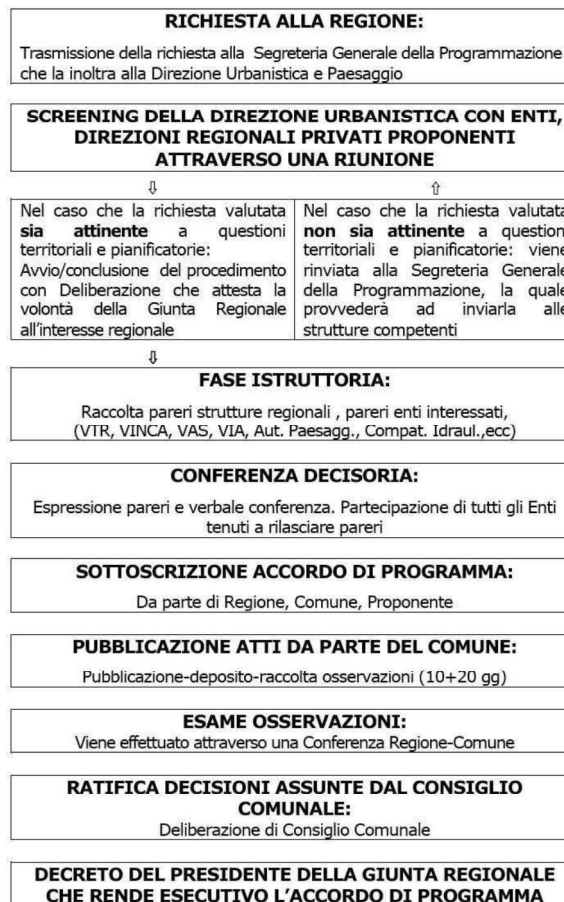 RICHIESTA ALLA REGIONE:
Trasmissione della richiesta alla Segreteria Generale della Programmazione
che la inoltra alla Direzione Urbanistica e Paesaggio
SCREENING DELLA DIREZIONE URBANISTICA CON ENTI,
DIREZIONI REGIONALI PRIVATI PROPONENTI
ATTRAVERSO UNA RIUNIONE
⇩
Nel caso che la richiesta valutata
sia attinente a questioni
territoriali e pianificatorie:
Avvio/conclusione del procedimento
con Deliberazione che attesta la
volontà della Giunta Regionale
all'interesse regionale
⇧
Nel caso che la richiesta valutata
non sia attinente a question
territoriali e pianificatorie: viene
rinviata alla Segreteria Generale
della Programmazione, la quale
provvederà ad inviarla alle
strutture competenti
⇩
FASE ISTRUTTORIA:
Raccolta pareri strutture regionali , pareri enti interessati,
(VTR, VINCA, VAS, VIA, Aut. Paesagg., Compat. Idraul.,ecc)
CONFERENZA DECISORIA:
Espressione pareri e verbale conferenza. Partecipazione di tutti gli Enti
tenuti a rilasciare pareri
SOTTOSCRIZIONE ACCORDO DI PROGRAMMA:
Da parte di Regione, Comune, Proponente
PUBBLICAZIONE ATTI DA PARTE DEL COMUNE:
Pubblicazione-deposito-raccolta osservazioni (10+20 gg)
ESAME OSSERVAZIONI:
Viene effettuato attraverso una Conferenza Regione-Comune
RATIFICA DECISIONI ASSUNTE DAL CONSIGLIO
COMUNALE:
Deliberazione di Consiglio Comunale
DECRETO DEL PRESIDENTE DELLA GIUNTA REGIONALE
CHE RENDE ESECUTIVO L'ACCORDO DI PROGRAMMA